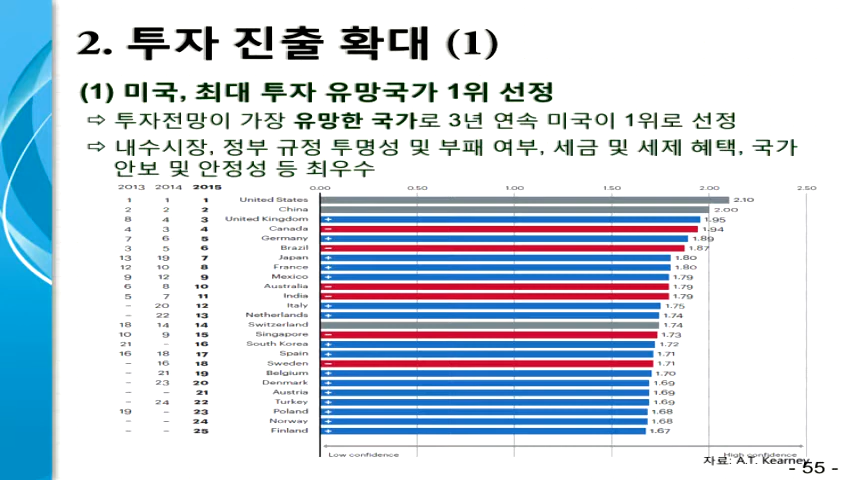 2. 투자 진출 확대 (1)
(1) 미국, 최대 투자 유망국가 1위 선정
⇨ 투자전망이 가장 유망한 국가로 3년 연속 미국이 1위로 선정
⇨ 내수시장, 정부 규정 투명성 및 부패 여부, 세금 및 세제 혜택, 국가
안보 및 안정성 등 최우수
2013 2014 2015 0.00 0.50 1.00 1.50 2.00 2.50
1 1 1 United States 2.10
2 2 2 China 2.00
8 4 3 United Kingdom + 1.95
4 3 4 Canada – 1.94
7 6 5 Germany + 1.89
3 5 6 Brazil – 1.87
13 19 7 Japan + 1.80
12 10 8 France + 1.80
9 12 9 Mexico + 1.79
6 8 10 Australia – 1.79
5 7 11 India – 1.79
– 20 12 Italy + 1.75
– 22 13 Netherlands + 1.74
18 14 14 Switzerland 1.74
10 9 15 Singapore – 1.73
21 – 16 South Korea + 1.72
16 18 17 Spain + 1.71
– 16 18 Sweden – 1.71
– 21 19 Belgium + 1.70
– 23 20 Denmark + 1.69
– – 21 Austria + 1.69
– 24 22 Turkey + 1.69
19 – 23 Poland + 1.68
– – 24 Norway + 1.68
– – 25 Finland + 1.67
Low confidence High confidence
자료: A.T. Kearney
- 55 -